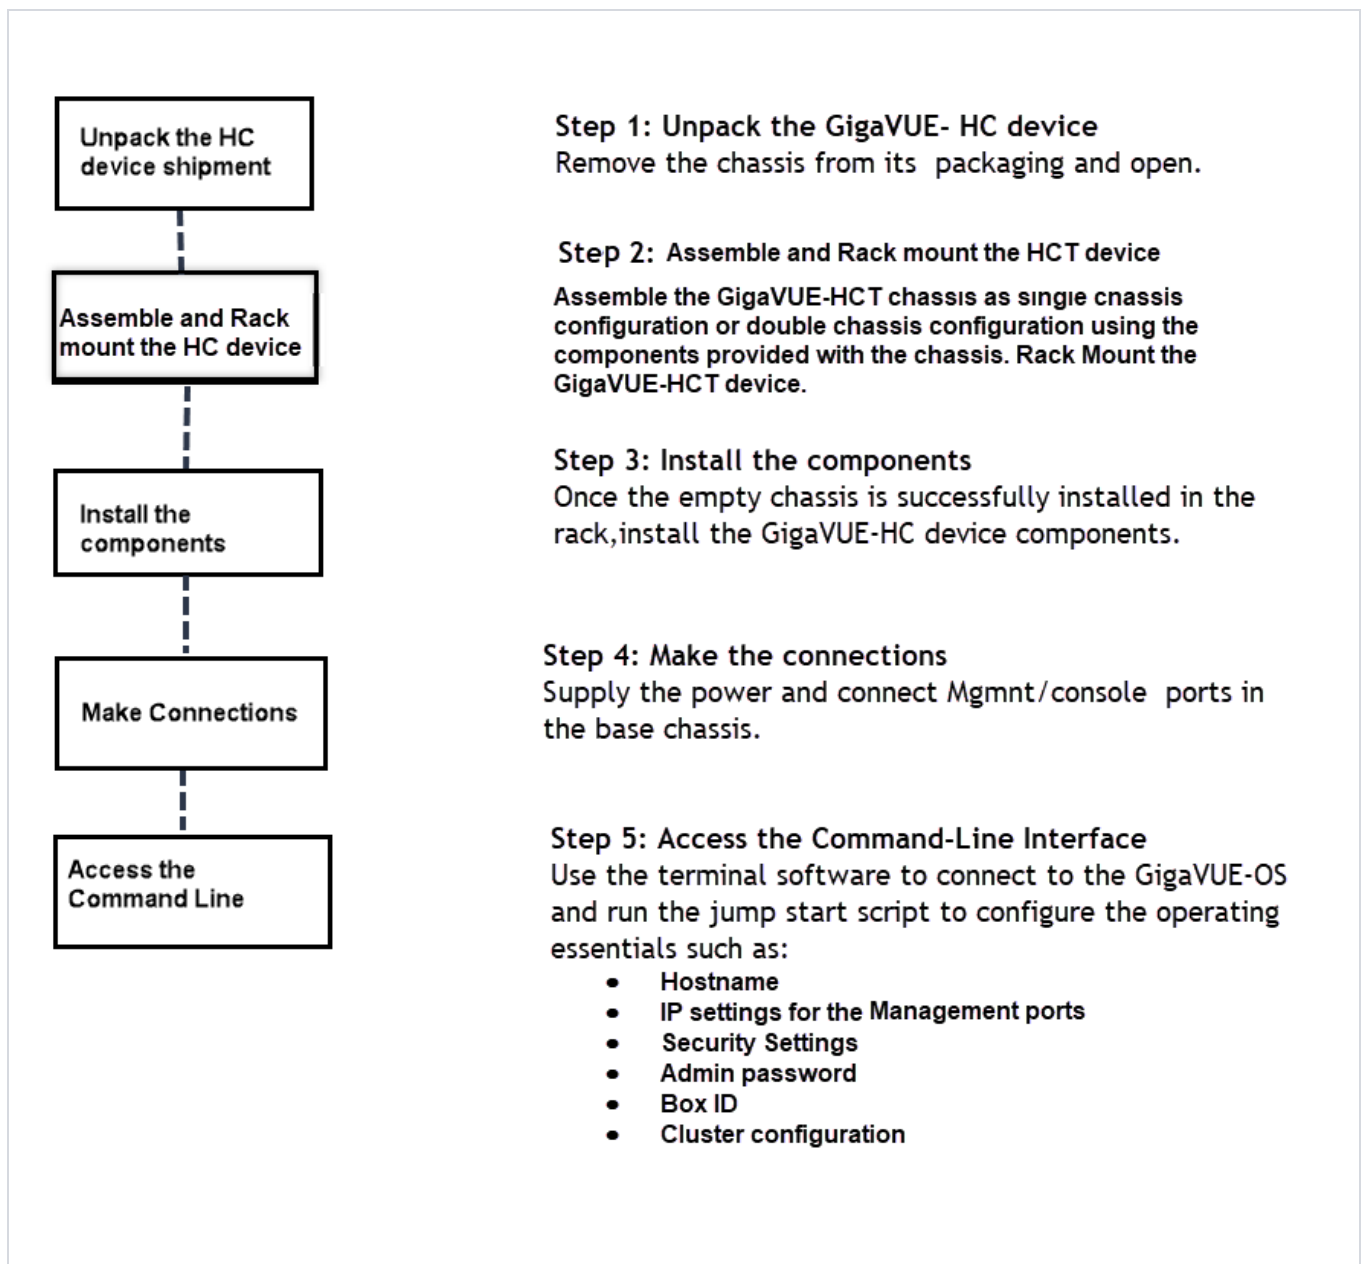 Unpack the HC
device shipment
Step 1: Unpack the GigaVUE- HC device
Remove the chassis from its packaging and open.
Assemble and Rack
mount the HC device
Step 2: Assemble and Rack mount the HCT device
Assemble the GigaVUE-HCT chassis as single cnassis
configuration or double chassis configuration using the
components provided with the chassis. Rack Mount the
GigaVUE-HCT device.
Install the
components
Step 3: Install the components
Once the empty chassis is successfully installed in the
rack,install the GigaVUE-HC device components.
Make Connections
Step 4: Make the connections
Supply the power and connect Mgmnt/console ports in
the base chassis.
Access the
Command Line
Step 5: Access the Command-Line Interface
Use the terminal software to connect to the GigaVUE-OS
and run the jump start script to configure the operating
essentials such as:
• Hostname
• IP settings for the Management ports
• Security Settings
• Admin password
• Box ID
• Cluster configuration